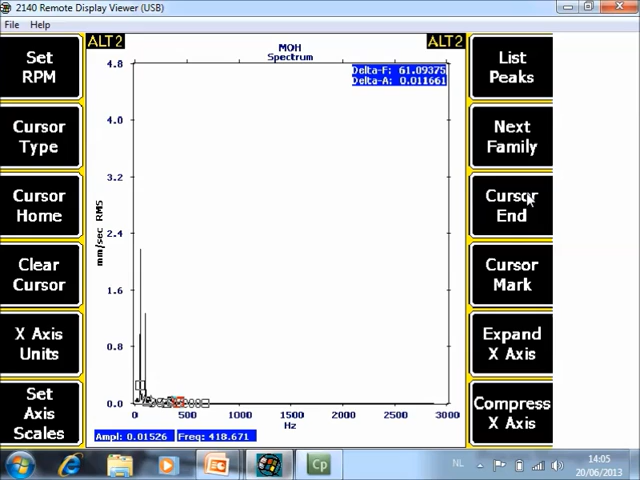 2140 Remote Display Viewer (USB)
File Help
ALT2
ALT2
MOH
Spectrum
Delta-F: 61.09375
Delta-A: 0.011661
Set
RPM
Cursor
Type
Cursor
Home
Clear
Cursor
X Axis
Units
Set
Axis
Scales
List
Peaks
Next
Family
Cursor
End
Cursor
Mark
Expand
X Axis
Compress
X Axis
mm/sec RMS
4.8
4.0
3.2
2.4
1.6
0.8
0.0
0 500 1000 1500 2000 2500 3000
Hz
Ampl: 0.01526 Freq: 418.671
Cp
NL
14:05
20/06/2013